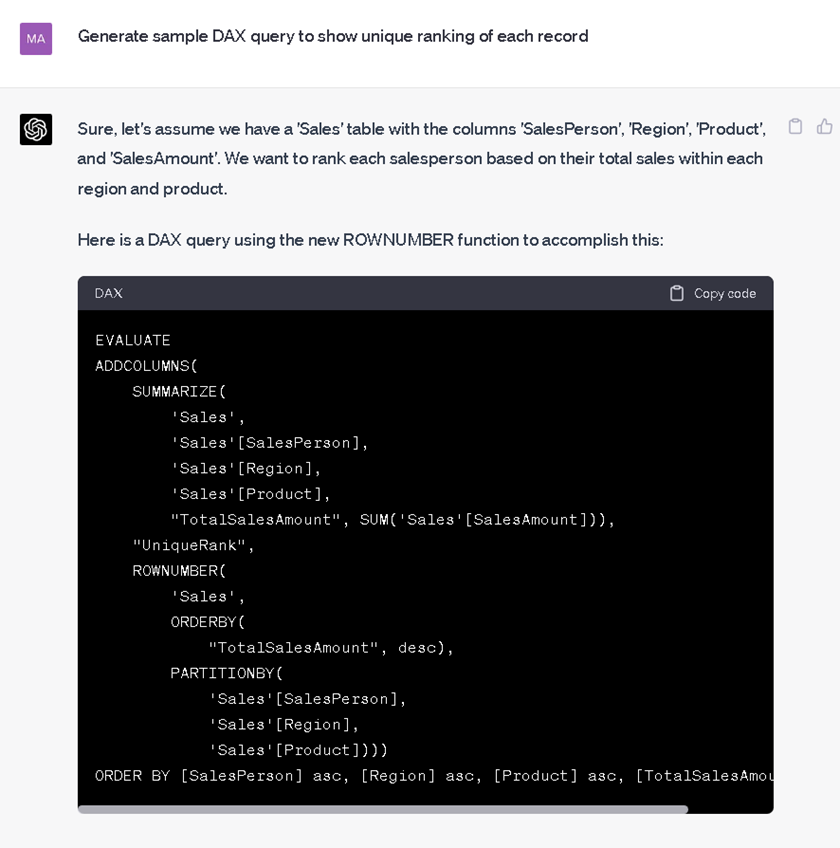 MA
Generate sample DAX query to show unique ranking of each record
Sure, let's assume we have a 'Sales' table with the columns 'SalesPerson', 'Region', 'Product',
and 'SalesAmount'. We want to rank each salesperson based on their total sales within each
region and product.
Here is a DAX query using the new ROWNUMBER function to accomplish this:
DAX
Copy code
EVALUATE
ADDCOLUMNS(
    SUMMARIZE(
        'Sales',
        'Sales'[SalesPerson],
        'Sales'[Region],
        'Sales'[Product],
        "TotalSalesAmount", SUM('Sales'[SalesAmount])),
    "UniqueRank",
    ROWNUMBER(
        'Sales',
        ORDERBY(
            "TotalSalesAmount", desc),
        PARTITIONBY(
            'Sales'[SalesPerson],
            'Sales'[Region],
            'Sales'[Product])))
ORDER BY [SalesPerson] asc, [Region] asc, [Product] asc, [TotalSalesAmou